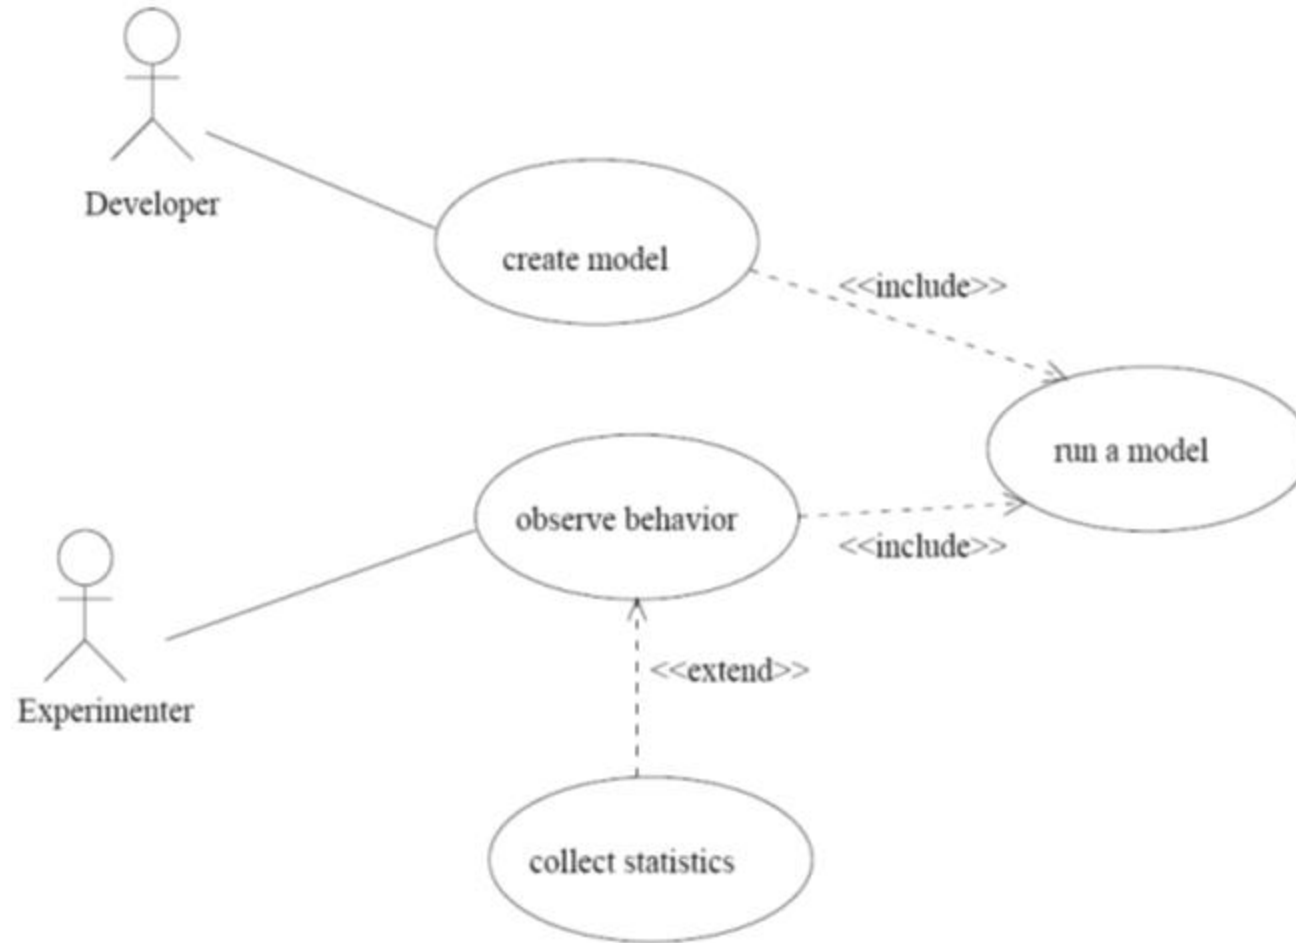 Developer
create model
<<include>>
run a model
observe behavior
<<include>>
<<extend>>
Experimenter
collect statistics